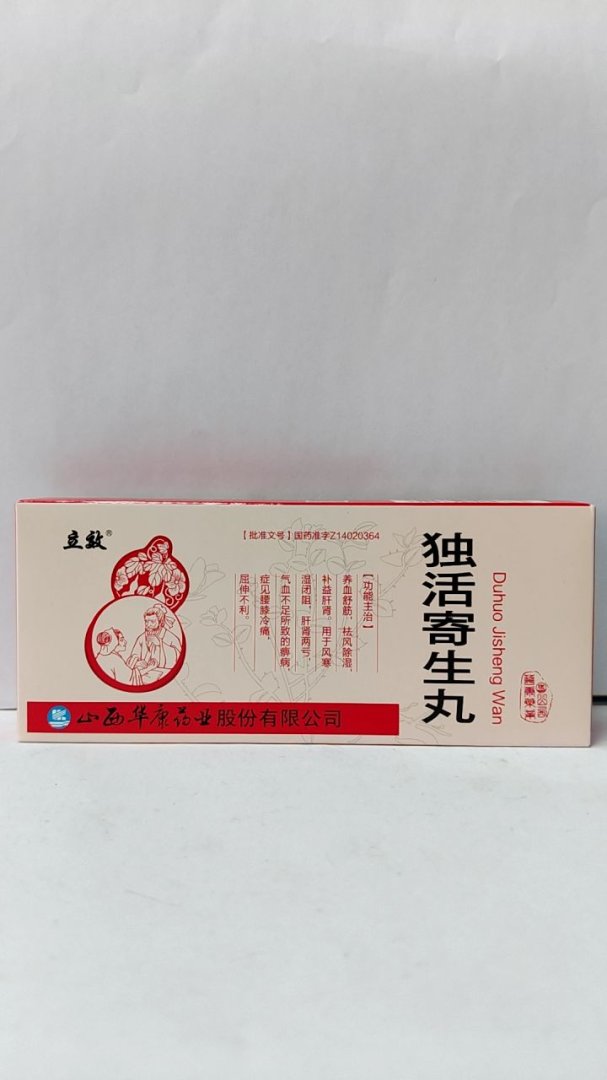 立效®
【批准文号】国药准字Z14020364
独活寄生丸
Duhuo Jisheng Wan
【功能主治】
养血舒筋，祛风除湿，
补益肝肾。用于风寒
湿闭阻，肝肾两亏，
气血不足所致的痹病，
症见腰膝冷痛，
屈伸不利。
山西华康药业股份有限公司